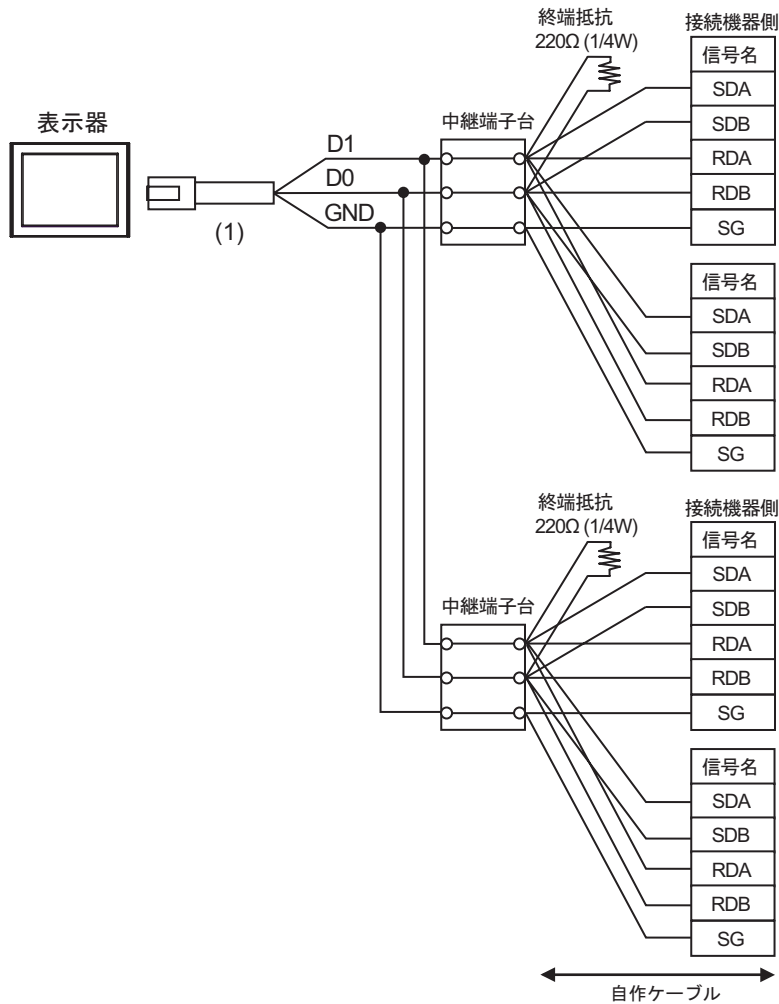 終端抵抗
220Ω (1/4W)
接続機器側
信号名
SDA
SDB
RDA
RDB
SG
表示器
(1)
D1
D0
GND
中継端子台
信号名
SDA
SDB
RDA
RDB
SG
終端抵抗
220Ω (1/4W)
接続機器側
信号名
SDA
SDB
RDA
RDB
SG
中継端子台
信号名
SDA
SDB
RDA
RDB
SG
自作ケーブル